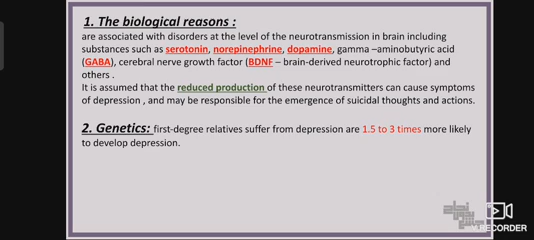 1. The biological reasons :
are associated with disorders at the level of the neurotransmission in brain including
substances such as serotonin, norepinephrine, dopamine, gamma –aminobutyric acid
(GABA), cerebral nerve growth factor (BDNF – brain-derived neurotrophic factor) and
others .
It is assumed that the reduced production of these neurotransmitters can cause symptoms
of depression , and may be responsible for the emergence of suicidal thoughts and actions.
2. Genetics: first-degree relatives suffer from depression are 1.5 to 3 times more likely
to develop depression.
RECORDER